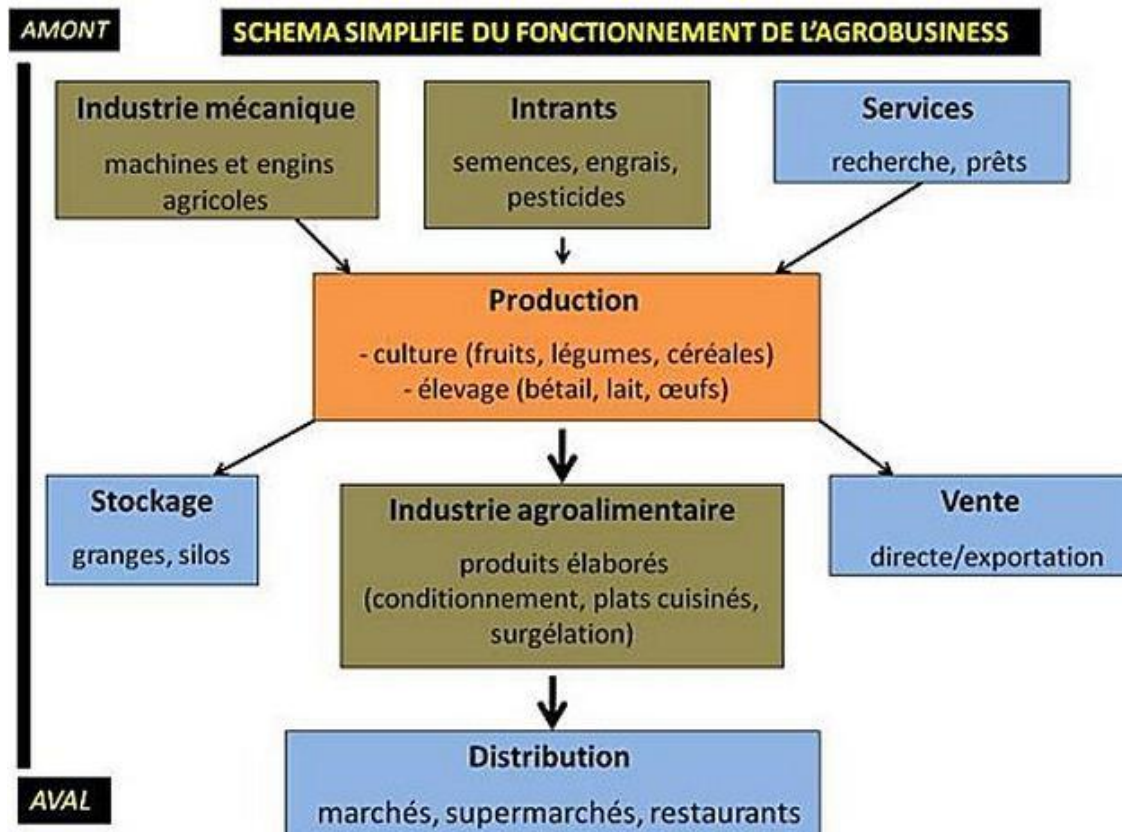 AMONT
SCHEMA SIMPLIFIE DU FONCTIONNEMENT DE L'AGROBUSINESS
Industrie mécanique
machines et engins
agricoles
Intrants
semences, engrais,
pesticides
Services
recherche, prêts
Production
- culture (fruits, légumes, céréales)
- élevage (bétail, lait, œufs)
Stockage
granges, silos
Industrie agroalimentaire
produits élaborés
(conditionnement, plats cuisinés,
surgélation)
Vente
directe/exportation
Distribution
marchés, supermarchés, restaurants
AVAL